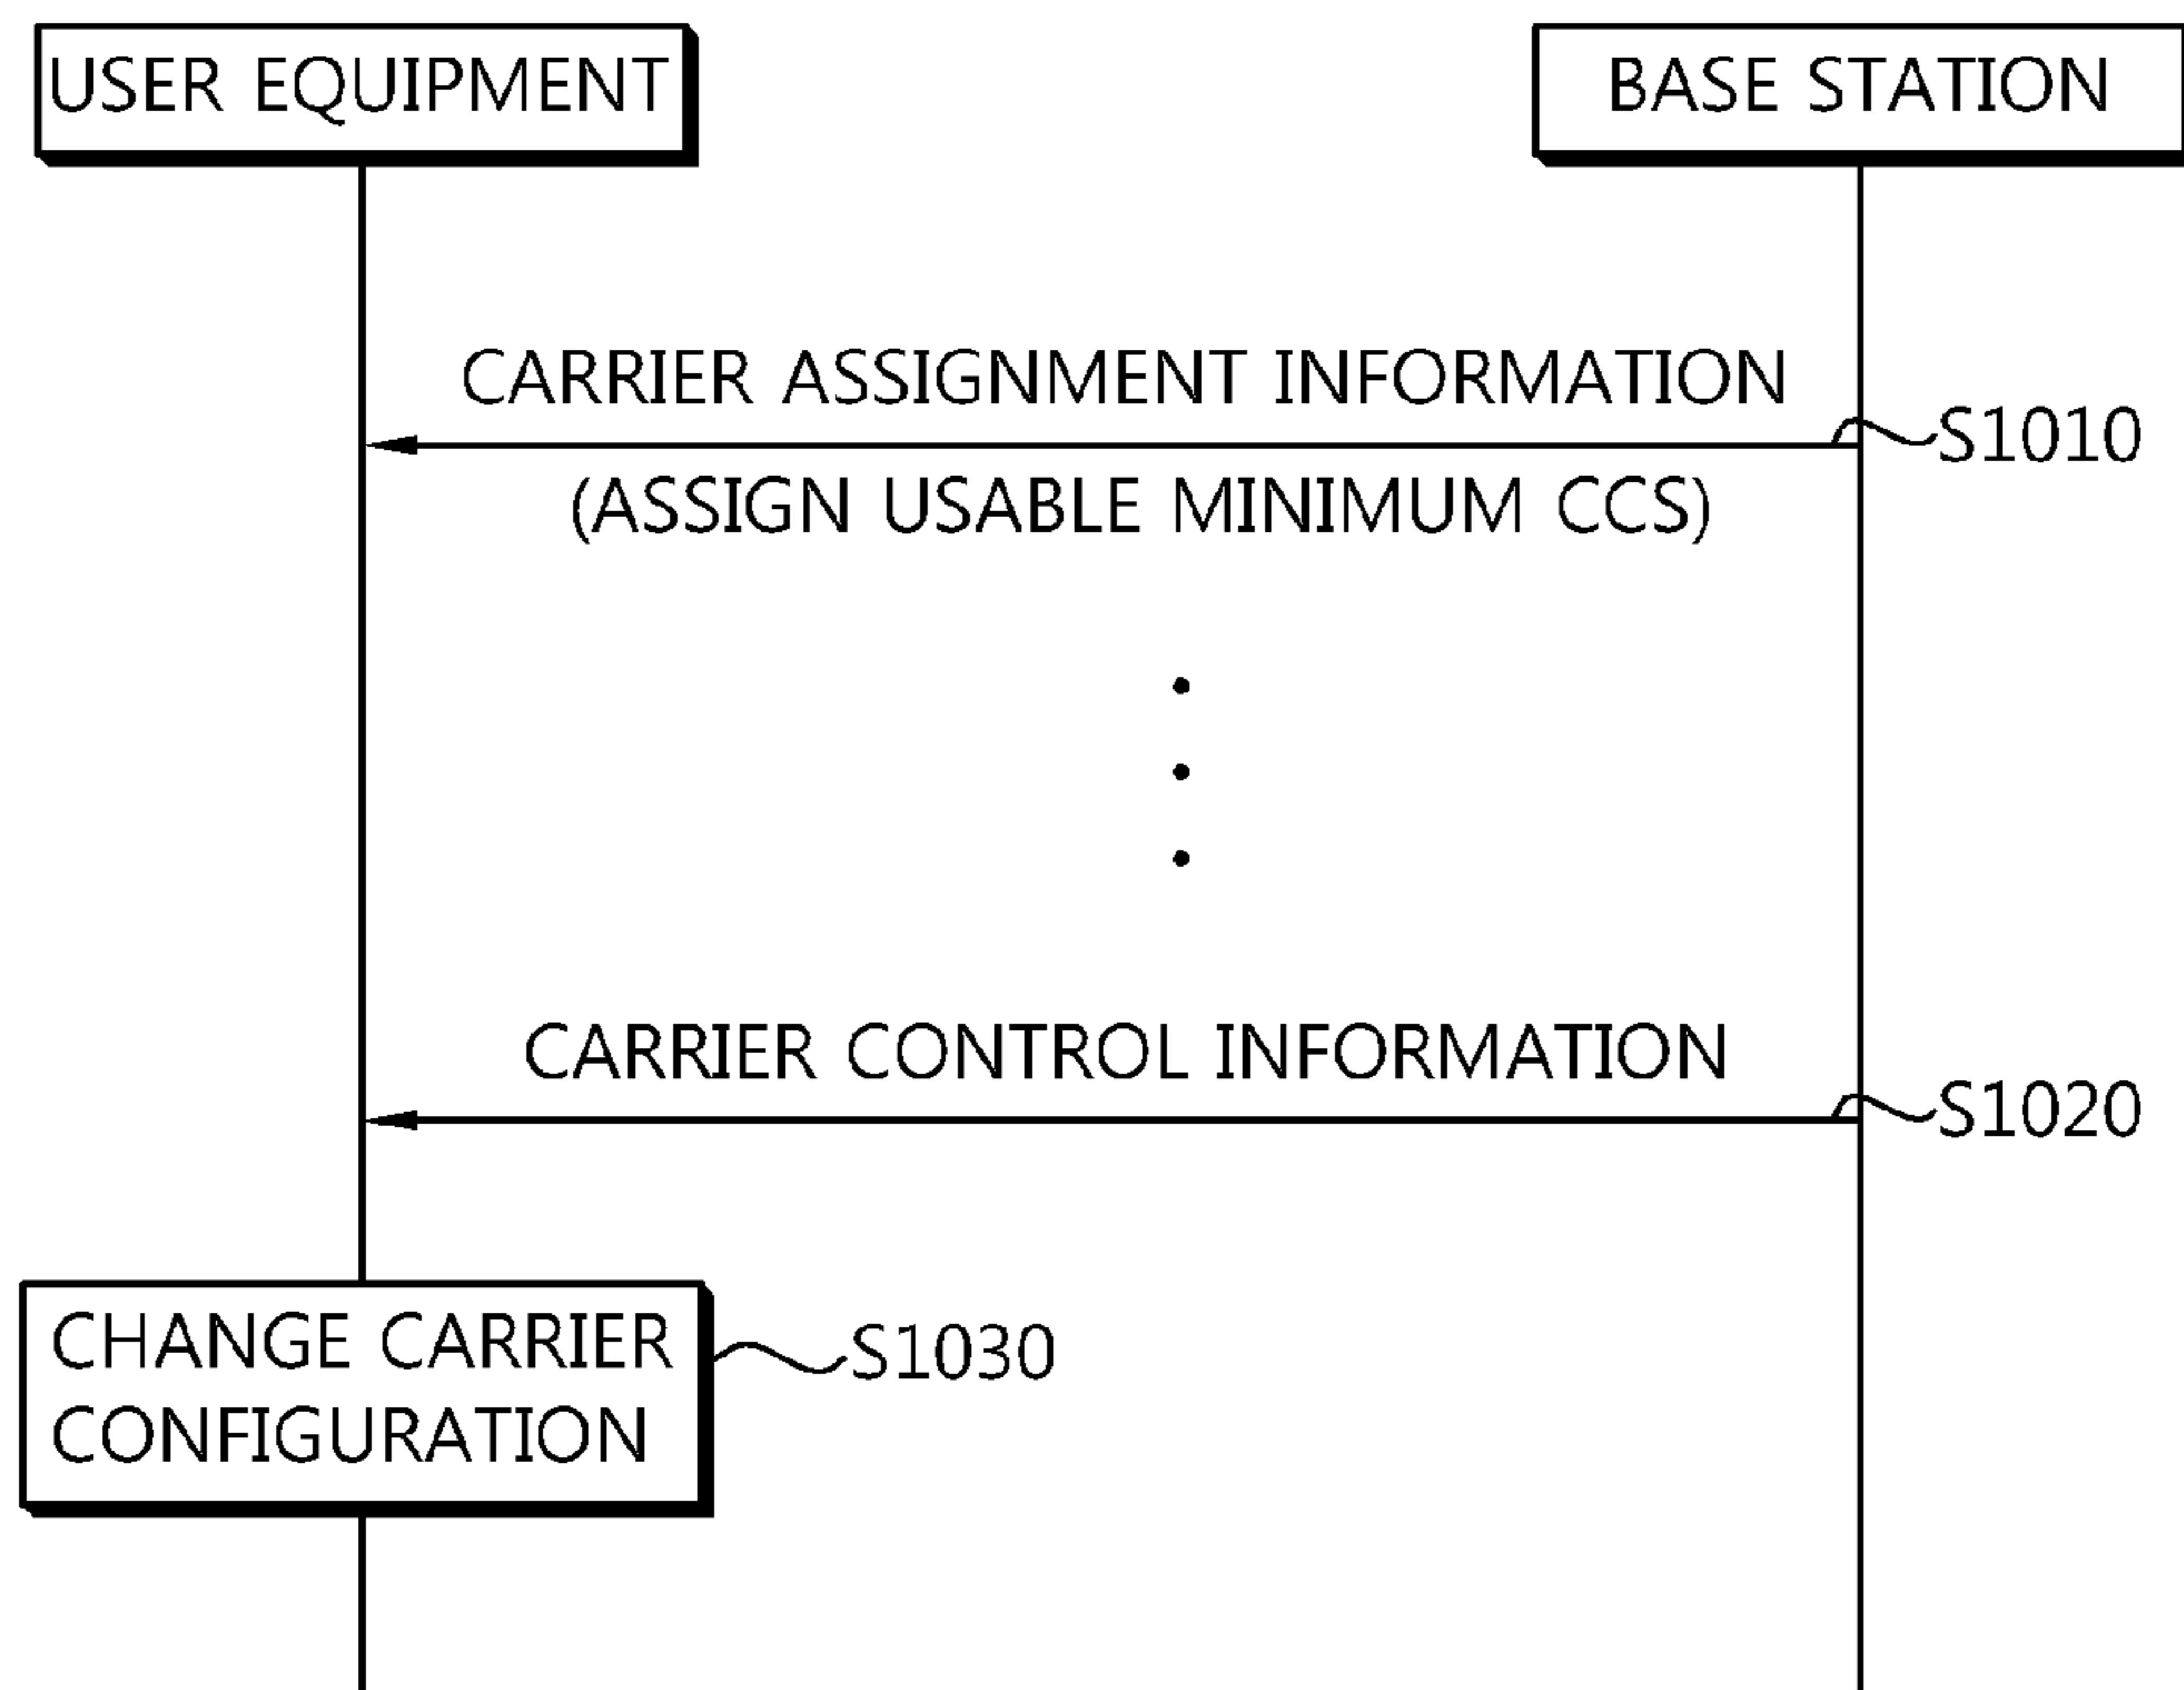 USER EQUIPMENT
BASE STATION
CARRIER ASSIGNMENT INFORMATION
S1010
(ASSIGN USABLE MINIMUM CCS)
CARRIER CONTROL INFORMATION
S1020
CHANGE CARRIER
CONFIGURATION
S1030